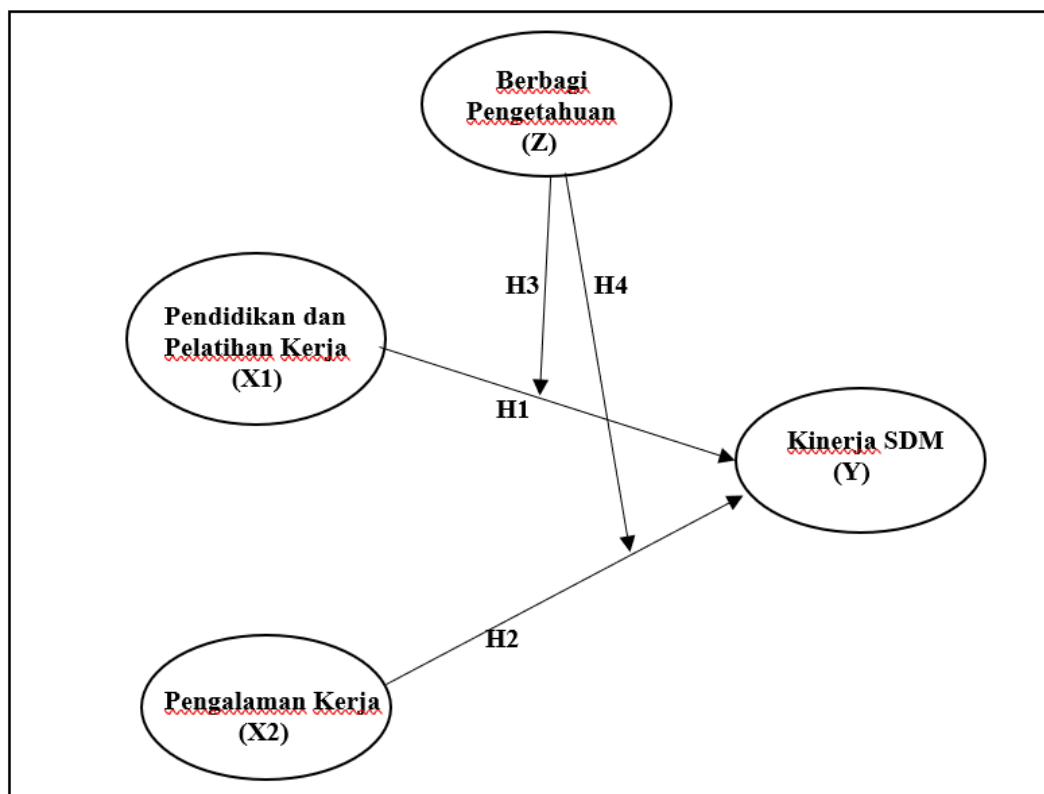 Berbagi
Pengetahuan
(Z)
H3
H4
Pendidikan dan
Pelatihan Kerja
(X1)
H1
Kinerja SDM
(Y)
H2
Pengalaman Kerja
(X2)